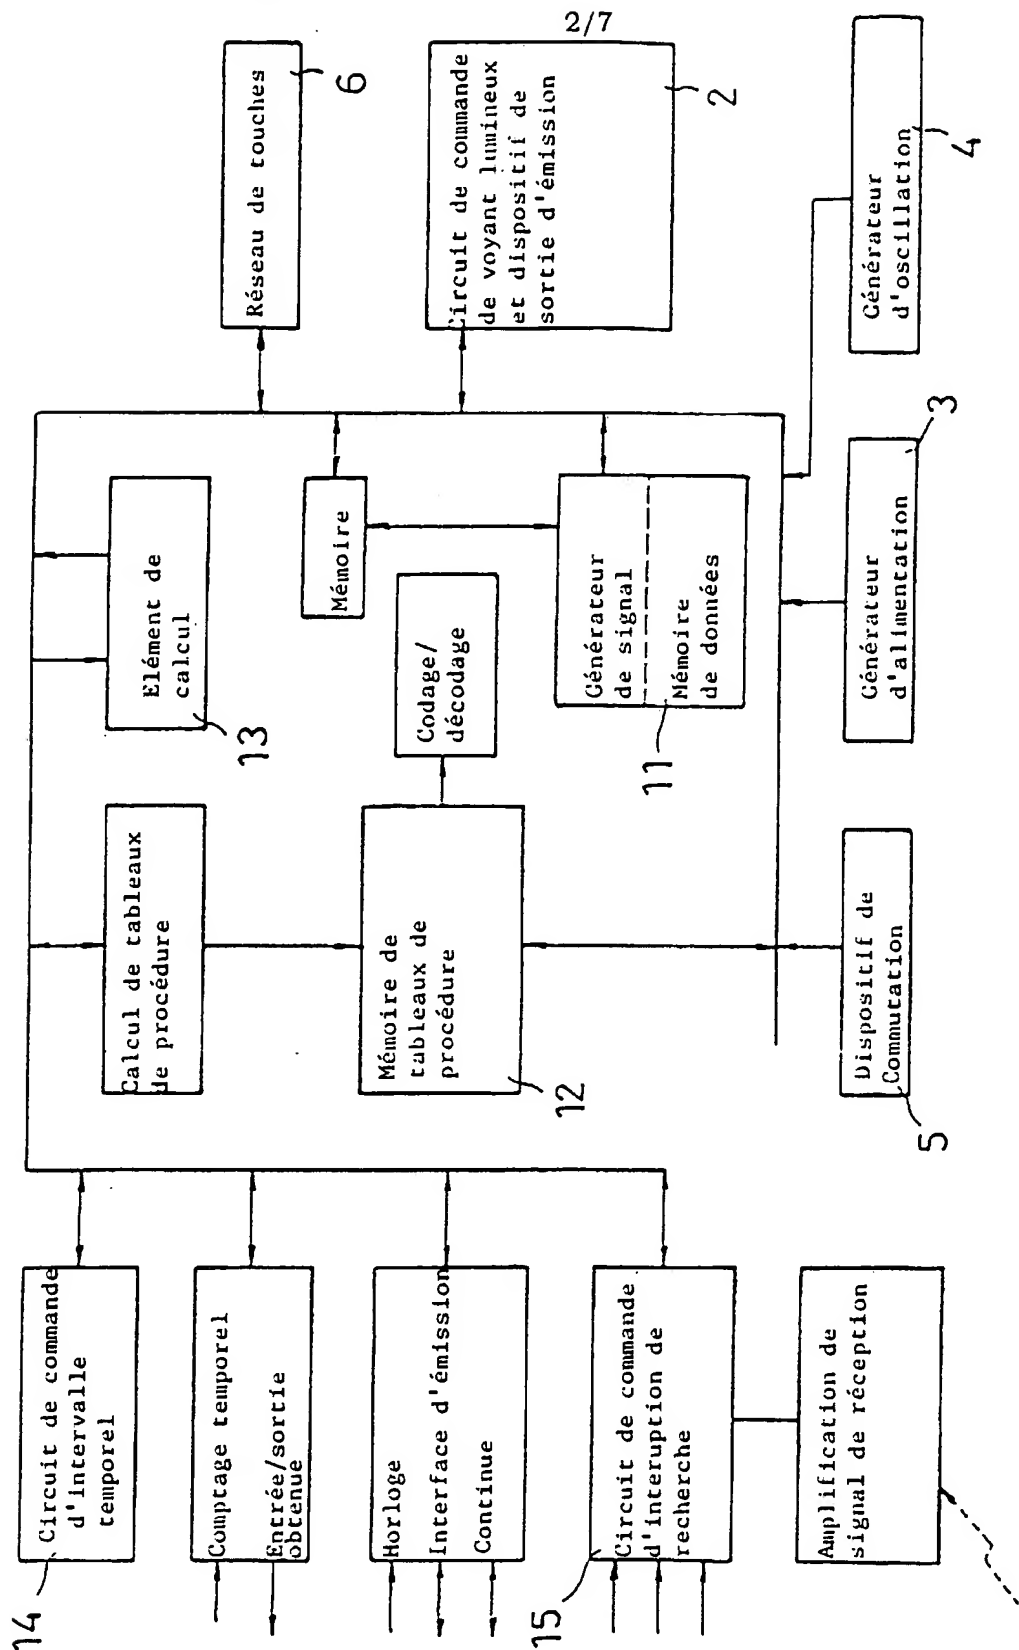 2/7
Circuit de commande
d'intervalle
temporel
14
Comptage temporel
Entrée/sortie
obtenue
Horloge
Interface d'émission
Continue
Circuit de commande
d'interuption de
recherche
15
Amplification de
signal de réception
Calcul de tableaux
de procédure
Mémoire de
tableaux de
procédure
12
Dispositif de
Commutation
5
Elément de
calcul
13
Codage/
décodage
Mémoire
Générateur
de signal
Mémoire
de données
11
Générateur
d'alimentation
3
Réseau de touches
6
Circuit de commande
de voyant lumineux
et dispositif de
sortie d'émission
2
Générateur
d'oscillation
4